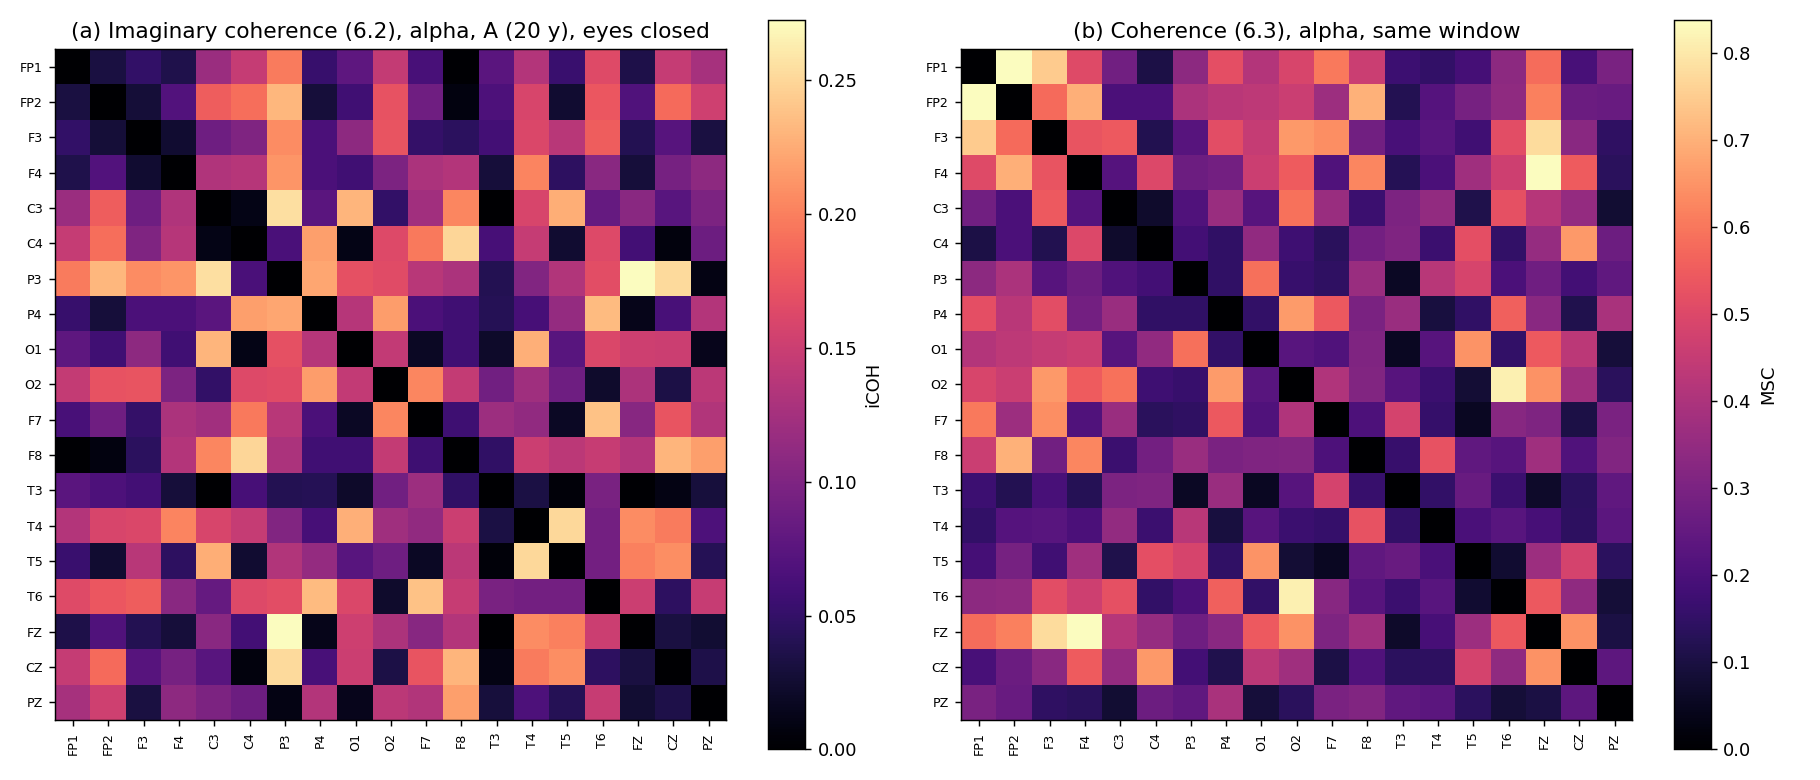 (a) Imaginary coherence (6.2), alpha, A (20 y), eyes closed
FP1
FP2
F3
F4
C3
C4
P3
P4
O1
O2
F7
F8
T3
T4
T5
T6
FZ
CZ
PZ
FP1 FP2 F3 F4 C3 C4 P3 P4 O1 O2 F7 F8 T3 T4 T5 T6 FZ CZ PZ
0.25
0.20
0.15
0.10
0.05
0.00
iCOH
(b) Coherence (6.3), alpha, same window
FP1
FP2
F3
F4
C3
C4
P3
P4
O1
O2
F7
F8
T3
T4
T5
T6
FZ
CZ
PZ
FP1 FP2 F3 F4 C3 C4 P3 P4 O1 O2 F7 F8 T3 T4 T5 T6 FZ CZ PZ
0.8
0.7
0.6
0.5
0.4
0.3
0.2
0.1
0.0
MSC